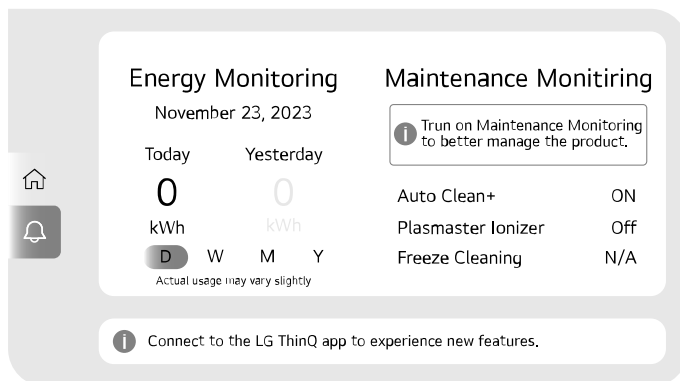 Energy Monitoring
November 23, 2023
Today Yesterday
0 0
kWh kWh
D W M Y
Actual usage may vary slightly
Maintenance Monitiring
i Trun on Maintenance Monitoring
to better manage the product.
Auto Clean+ ON
Plasmaster Ionizer Off
Freeze Cleaning N/A
i Connect to the LG ThinQ app to experience new features.